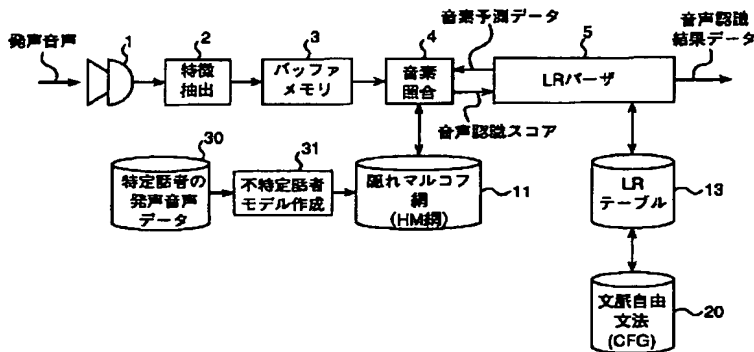 発声音声
1
2
特徴
抽出
3
バッファ
メモリ
4
音素
照合
音素予測データ
音声認識スコア
5
LRパーザ
音声認識
結果データ
30
特定話者の
発声音声
データ
31
不特定話者
モデル作成
隠れマルコフ
網
(HM網)
11
LR
テーブル
13
文脈自由
文法
(CFG)
20